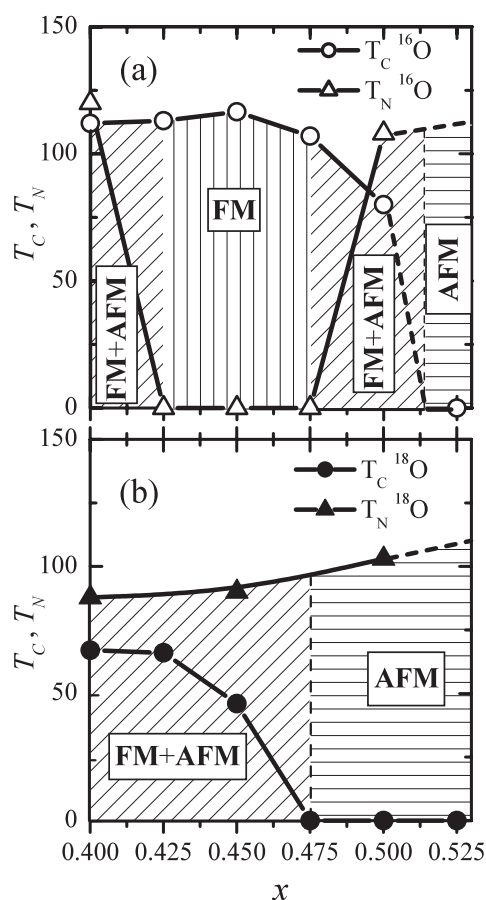 150
(a)
T_C ¹⁶O
T_N ¹⁶O
FM
100
T_C, T_N
AFM
50
FM+AFM
FM+AFM
0
150
(b)
T_C ¹⁸O
T_N ¹⁸O
100
T_C, T_N
AFM
50
FM+AFM
0
0.400 0.425 0.450 0.475 0.500 0.525
x